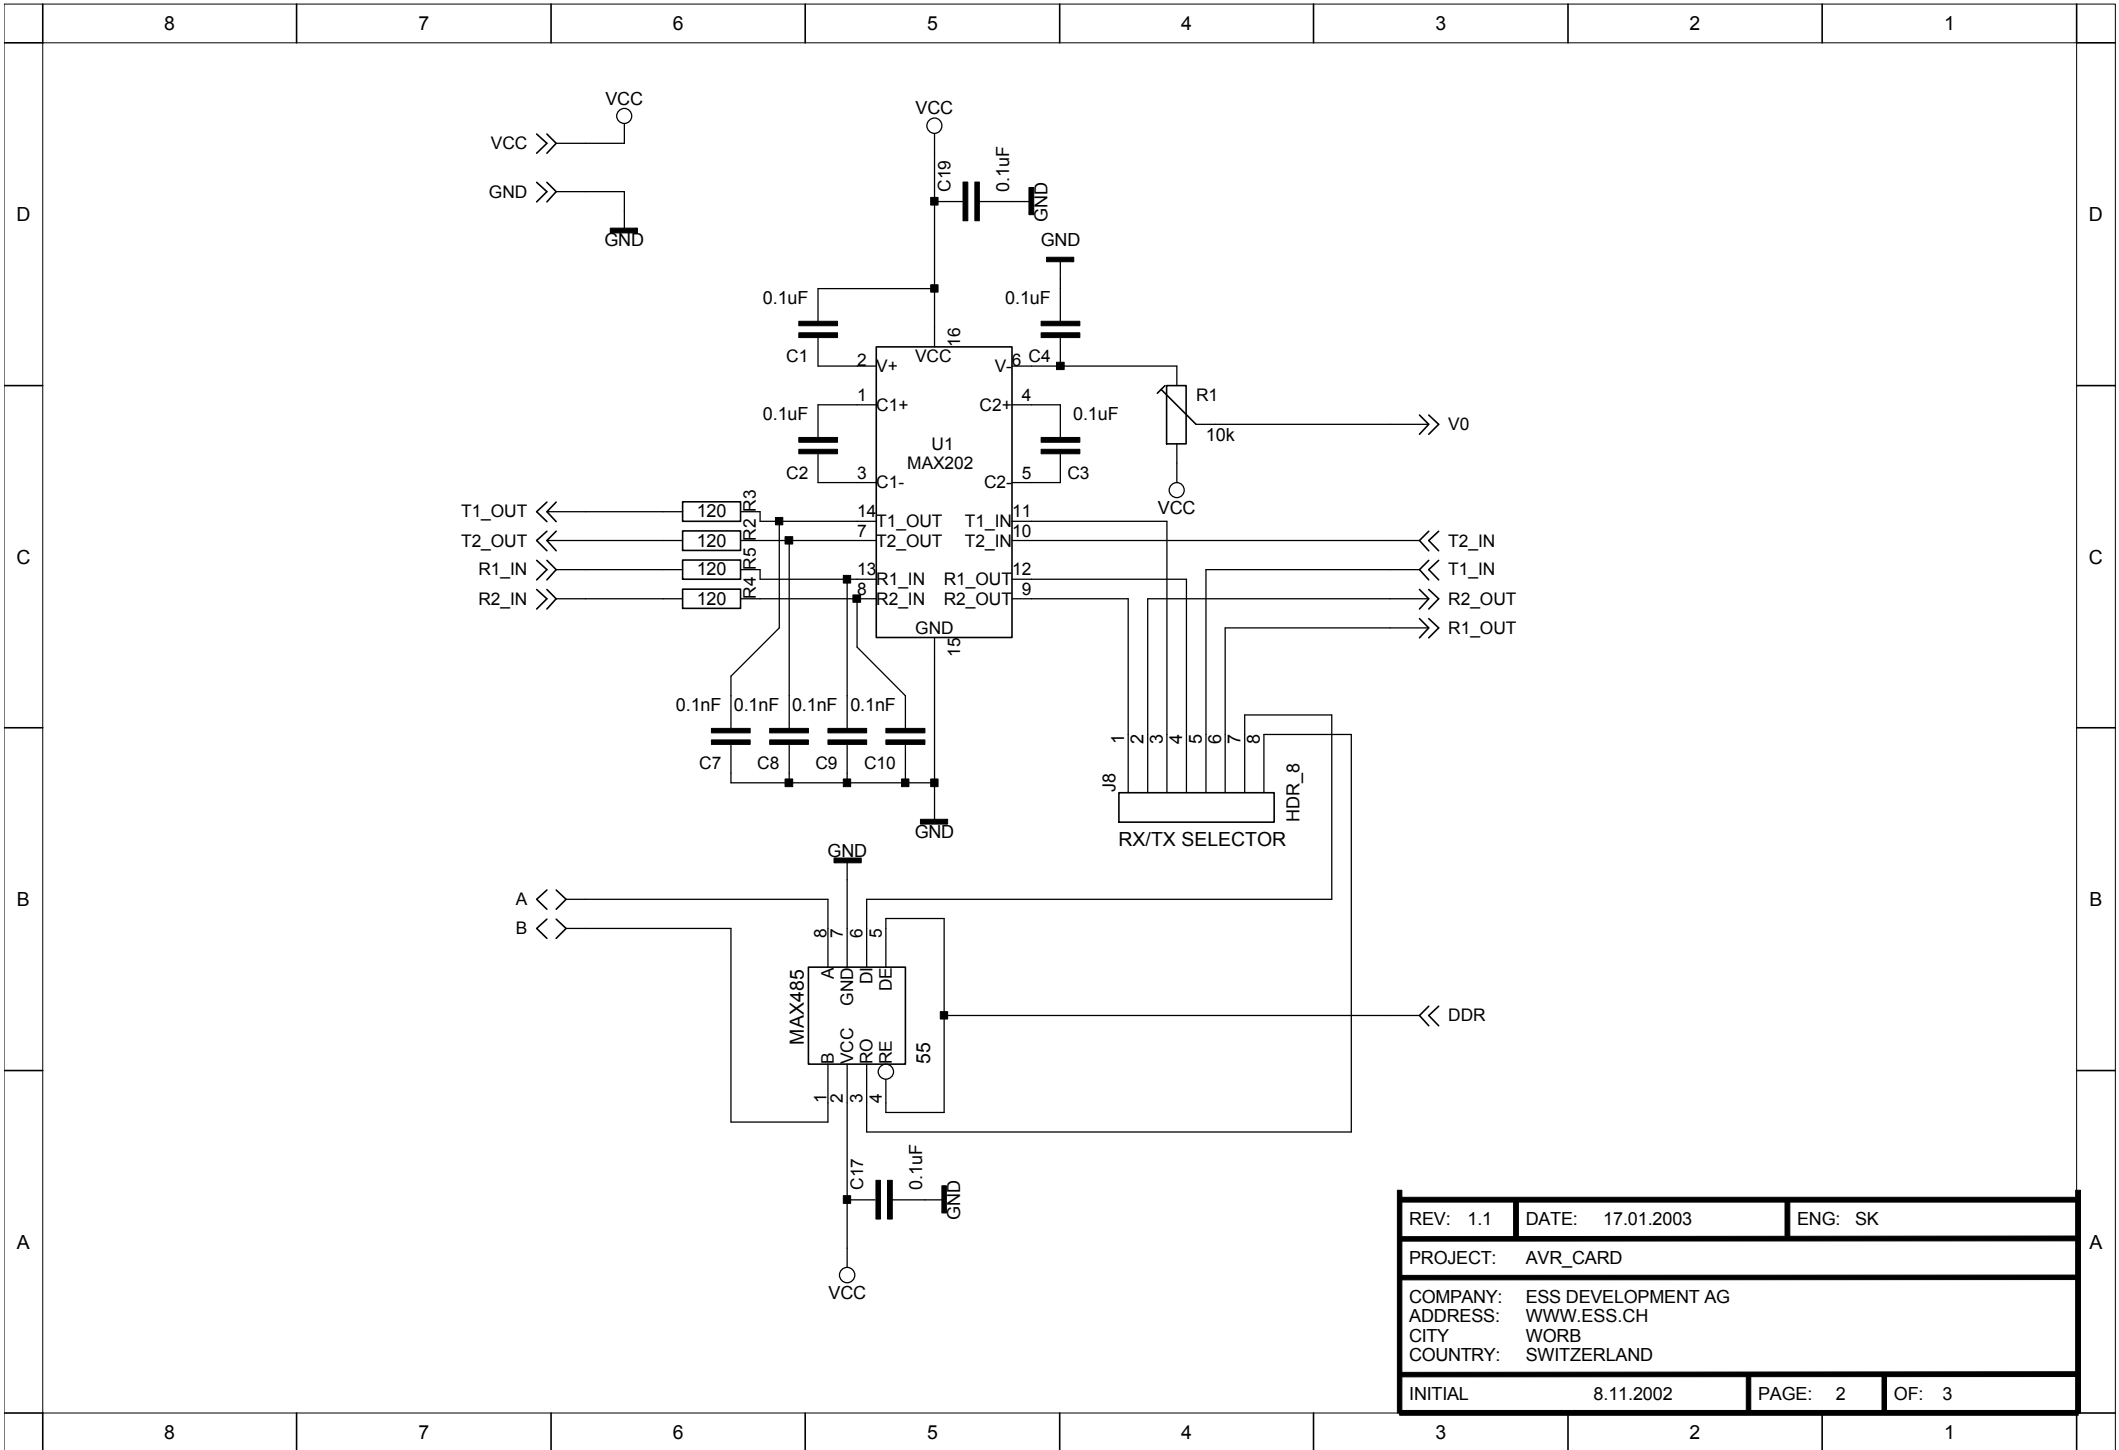 8 7 6 5 4 3 2 1
VCC
VCC
VCC
GND
GND
C19
0.1uF
GND
GND
D
D
0.1uF
C1
0.1uF
C4
16
VCC
2 V+
V- 6
1 C1+
C2+ 4
0.1uF
C2
0.1uF
C3
U1
MAX202
3 C1-
C2- 5
R1
10k
V0
VCC
T1_OUT
120
R3
14 T1_OUT
T1_IN 11
T2_OUT
120
R2
7 T2_OUT
T2_IN 10
T2_IN
R1_IN
120
R5
13 R1_IN
R1_OUT 12
T1_IN
R2_IN
120
R4
8 R2_IN
R2_OUT 9
R2_OUT
GND
15
R1_OUT
C
C
0.1nF 0.1nF 0.1nF 0.1nF
C7 C8 C9 C10
GND
1 2 3 4 5 6 7 8
J8
HDR_8
RX/TX SELECTOR
GND
A
B
B
B
8 7 6 5
A GND DI DE
MAX485
B VCC RO RE
55
1 2 3 4
DDR
C17
0.1uF
GND
VCC
A
A
REV: 1.1 DATE: 17.01.2003 ENG: SK
PROJECT: AVR_CARD
COMPANY: ESS DEVELOPMENT AG
ADDRESS: WWW.ESS.CH
CITY WORB
COUNTRY: SWITZERLAND
INITIAL 8.11.2002 PAGE: 2 OF: 3
8 7 6 5 4 3 2 1